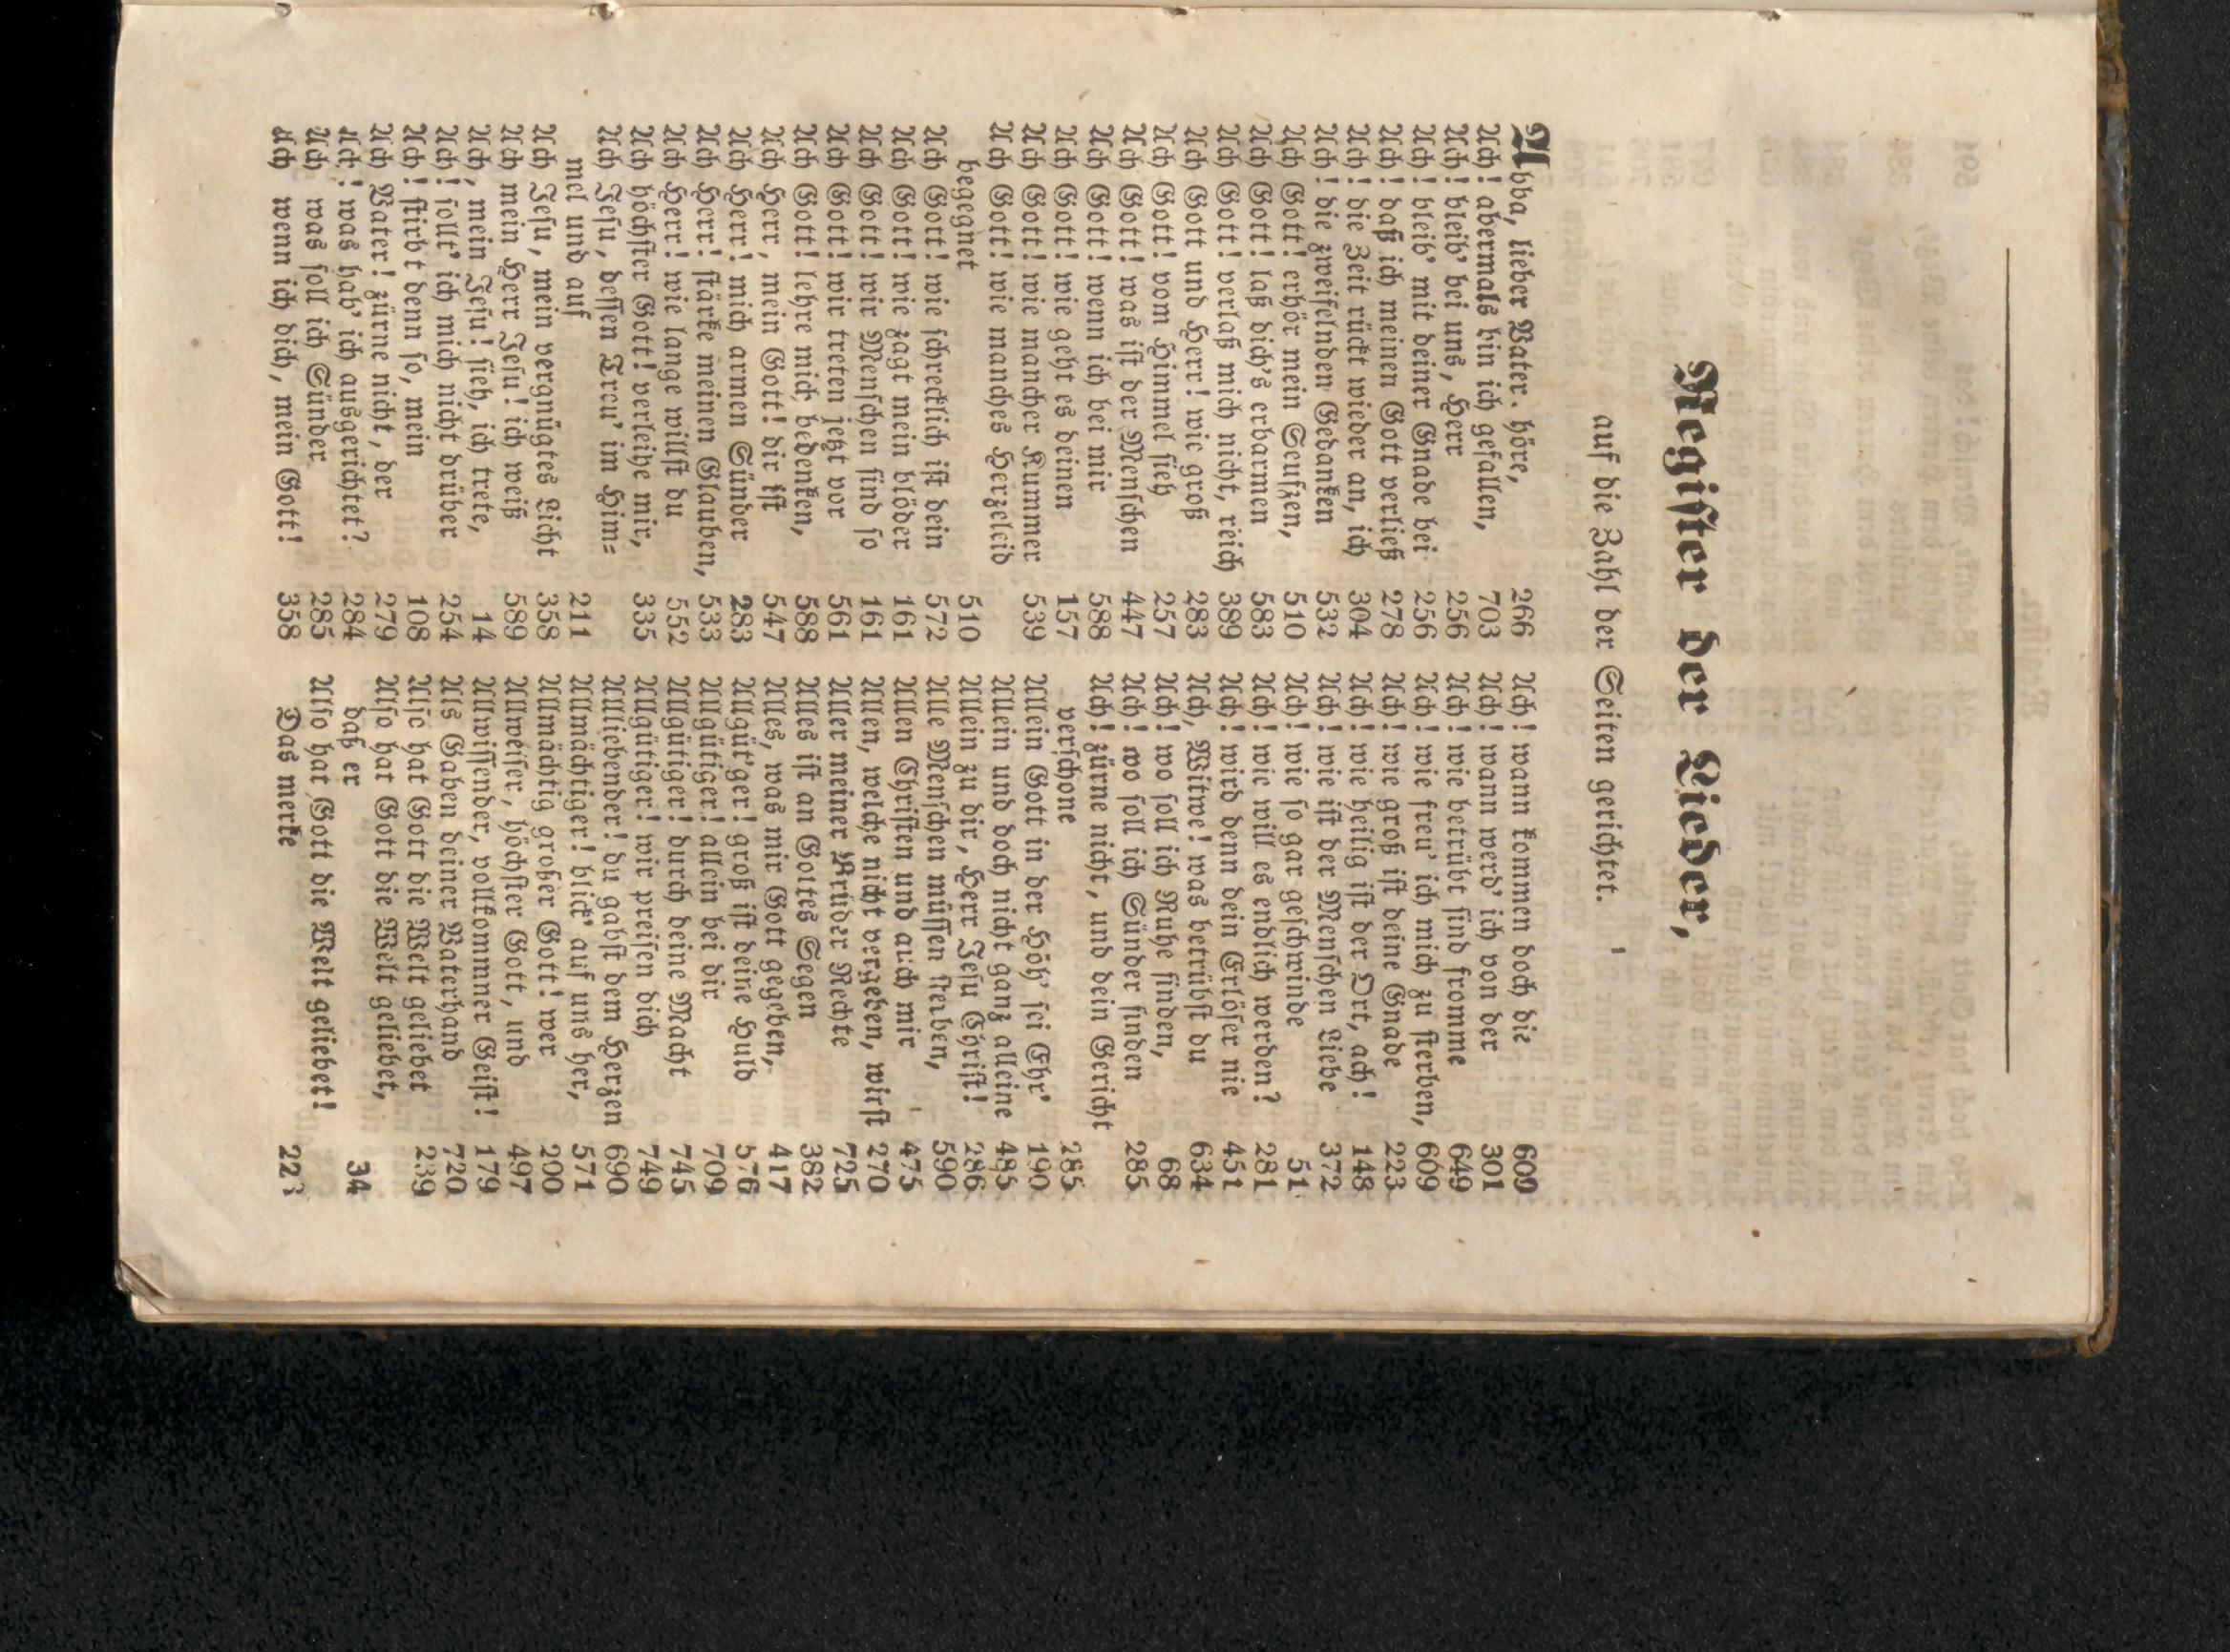 Register der Lieder,
auf die Zahl der Seiten gerichtet.
Abba, lieber Vater. höre, 266
Ach! abermals bin ich gefallen, 703
Ach! bleib' bei uns, Herr 256
Ach! bleib' mit deiner Gnade bei 256
Ach! daß ich meinen Gott verließ 278
Ach! die Zeit rückt wieder an, ich 304
Ach! die zweifelnden Gedanken 532
Ach Gott! erhör mein Seufzen, 510
Ach Gott! laß dich's erbarmen 583
Ach Gott! verlaß mich nicht, reich 389
Ach Gott und Herr! wie groß 283
Ach Gott! vom Himmel sieh 257
Ach Gott! was ist der Menschen 447
Ach Gott! wenn ich bei mir 588
Ach Gott! wie geht es deinen 157
Ach Gott! wie mancher Kummer 539
Ach Gott! wie manches Herzeleid
begegnet 510
Ach Gott! wie schrecklich ist dein 572
Ach Gott! wie zagt mein blöder 161
Ach Gott! wir Menschen sind so 161
Ach Gott! wir treten jetzt vor 561
Ach Gott! lehre mich bedenken, 588
Ach Herr, mein Gott! dir ist 547
Ach Herr! mich armen Sünder 283
Ach Herr! stärke meinen Glauben, 533
Ach Herr! wie lange willst du 552
Ach höchster Gott! verleihe mir, 335
Ach Jesu, dessen Treu' im Him=
mel und auf 211
Ach Jesu, mein vergnügtes Licht 358
Ach mein Herr Jesu! ich weiß 589
Ach, mein Jesu! sieh, ich trete, 14
Ach! sollt' ich mich nicht drüber 254
Ach! stirbt denn so, mein 108
Ach Vater! zürne nicht, der 279
Ach! was hab' ich ausgerichtet? 284
Ach was soll ich Sünder 285
Ach wenn ich dich, mein Gott! 358
Ach! wann kommen doch die 600
Ach! wann werd' ich von der 301
Ach! wie betrübt sind fromme 649
Ach! wie freu' ich mich zu sterben, 609
Ach! wie groß ist deine Gnade 223
Ach! wie heilig ist der Ort, ach! 148
Ach! wie ist der Menschen Liebe 372
Ach! wie so gar geschwinde 51
Ach! wie will es endlich werden? 281
Ach! wird denn dein Erlöser nie 451
Ach, Witwe! was betrübst du 634
Ach! wo soll ich Ruhe finden, 68
Ach! wo soll ich Sünder finden 285
Ach! zürne nicht, und dein Gericht
verschone 285
Allein Gott in der Höh' sei Ehr' 190
Allein und doch nicht ganz alleine 485
Allein zu dir, Herr Jesu Christ! 286
Alle Menschen müssen sterben, 590
Allen Christen und auch mir 475
Allen, welche nicht vergeben, wirst 270
Aller meiner Brüder Rechte 725
Alles ist an Gottes Segen 382
Alles, was mir Gott gegeben, 417
Allgüt'ger! groß ist deine Huld 576
Allgütiger! allein bei dir 709
Allgütiger! durch deine Macht 745
Allgütiger! wir preisen dich 749
Allliebender! du gabst dem Herzen 690
Allmächtiger! blick' auf uns her, 571
Allmächtig großer Gott! wer 200
Allweiser, höchster Gott, und 497
Allwissender, vollkommner Geist! 179
Als Gaben deiner Vaterhand 720
Also hat Gott die Welt geliebet 239
Also hat Gott die Welt geliebet,
daß er 34
Also hat Gott die Welt geliebet!
Das merke 223